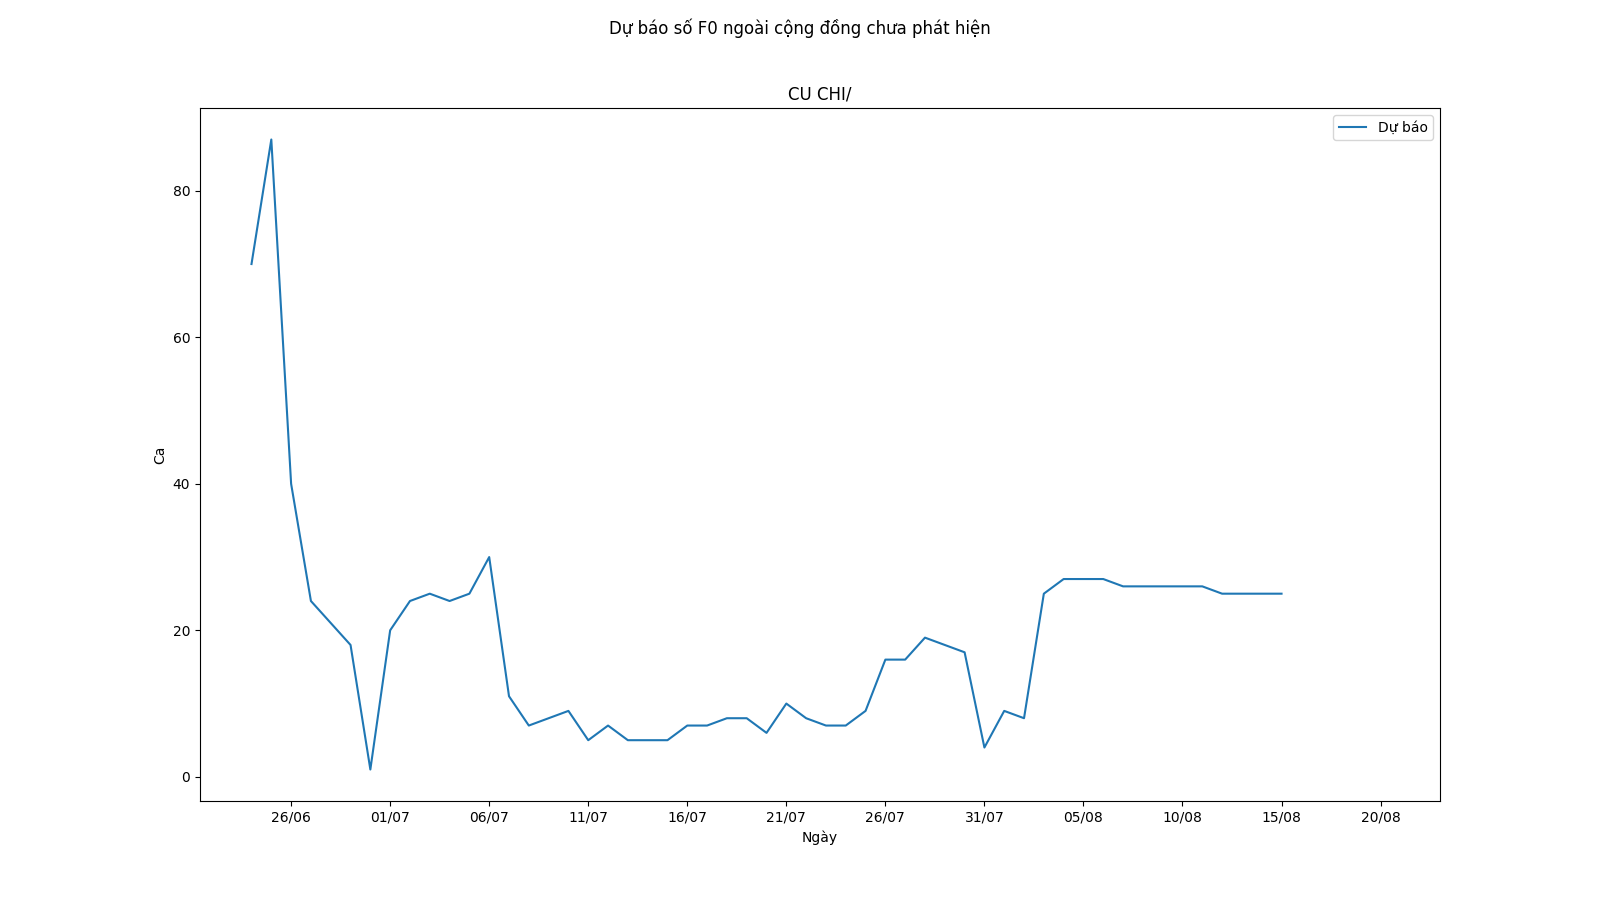 Dự báo số F0 ngoài cộng đồng chưa phát hiện
CU CHI/
Dự báo
80
60
40
20
0
Ca
26/06 01/07 06/07 11/07 16/07 21/07 26/07 31/07 05/08 10/08 15/08 20/08
Ngày